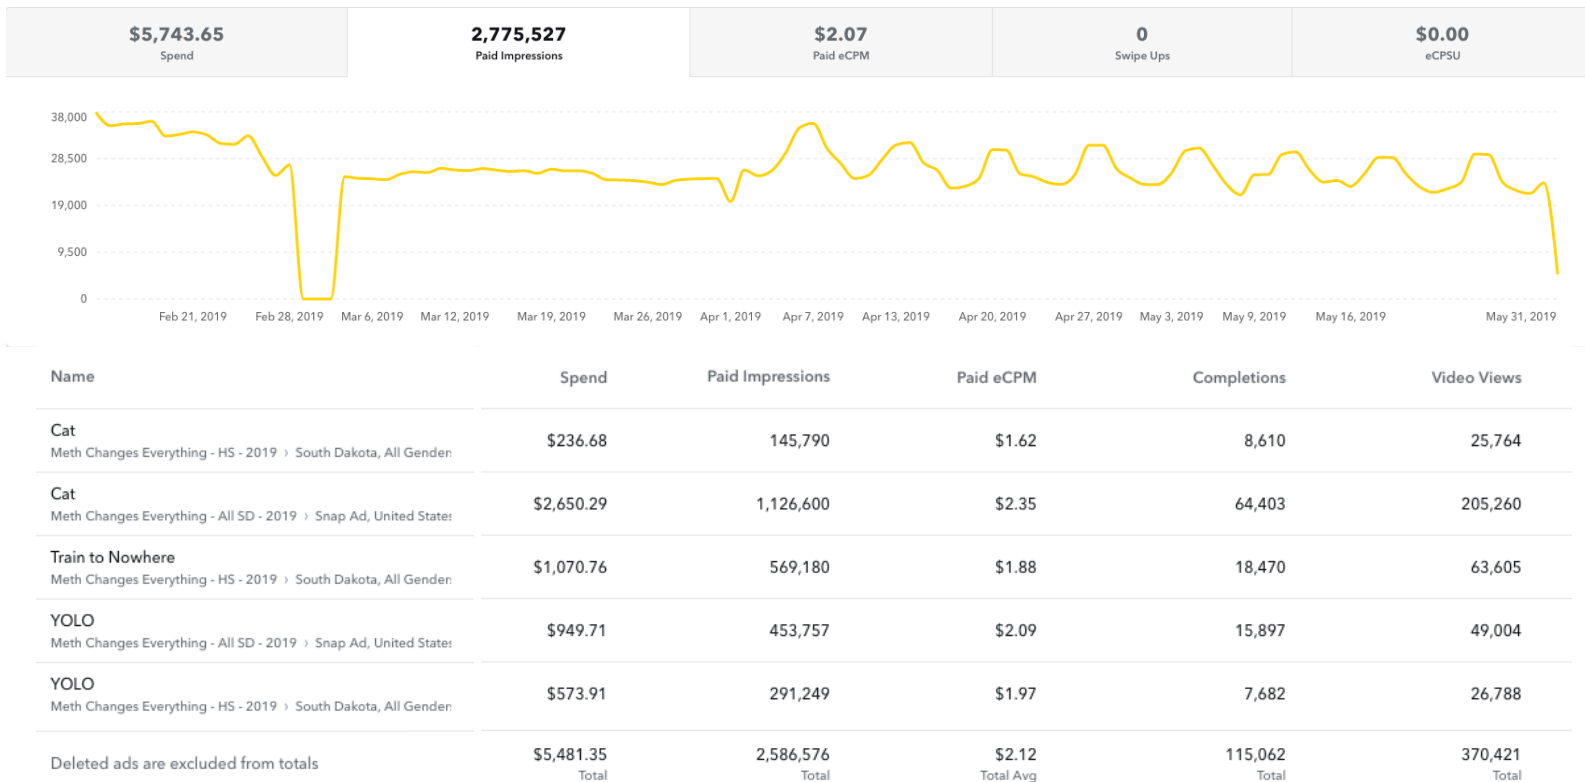 $5,743.65 2,775,527 $2.07 0 $0.00
Spend Paid Impressions Paid eCPM Swipe Ups eCPSU
38,000
28,500
19,000
9,500
0
Feb 21, 2019 Feb 28, 2019 Mar 6, 2019 Mar 12, 2019 Mar 19, 2019 Mar 26, 2019 Apr 1, 2019 Apr 7, 2019 Apr 13, 2019 Apr 20, 2019 Apr 27, 2019 May 3, 2019 May 9, 2019 May 16, 2019 May 31, 2019
Name Spend Paid Impressions Paid eCPM Completions Video Views
Cat
Meth Changes Everything - HS - 2019 › South Dakota, All Gender
$236.68 145,790 $1.62 8,610 25,764
Cat
Meth Changes Everything - All SD - 2019 › Snap Ad, United States
$2,650.29 1,126,600 $2.35 64,403 205,260
Train to Nowhere
Meth Changes Everything - HS - 2019 › South Dakota, All Gender
$1,070.76 569,180 $1.88 18,470 63,605
YOLO
Meth Changes Everything - All SD - 2019 › Snap Ad, United States
$949.71 453,757 $2.09 15,897 49,004
YOLO
Meth Changes Everything - HS - 2019 › South Dakota, All Gender
$573.91 291,249 $1.97 7,682 26,788
Deleted ads are excluded from totals
$5,481.35 2,586,576 $2.12 115,062 370,421
Total Total Total Avg Total Total